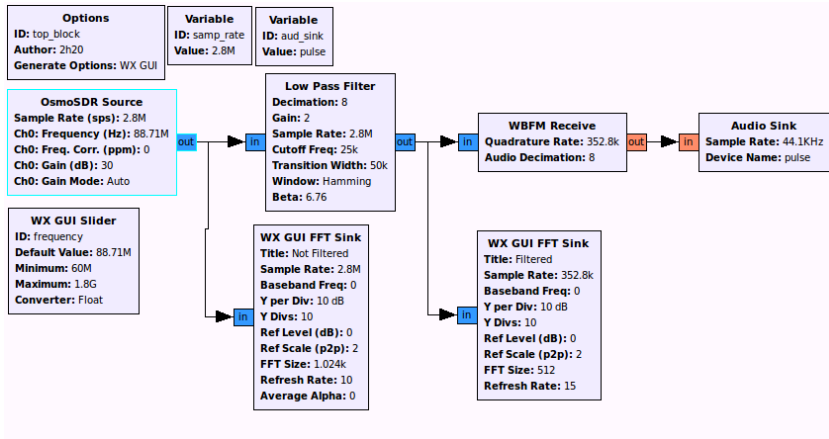 Options
ID: top_block
Author: 2h20
Generate Options: WX GUI
Variable
ID: samp_rate
Value: 2.8M
Variable
ID: aud_sink
Value: pulse
OsmoSDR Source
Sample Rate (sps): 2.8M
Ch0: Frequency (Hz): 88.71M
Ch0: Freq. Corr. (ppm): 0
Ch0: Gain (dB): 30
Ch0: Gain Mode: Auto
out
in
Low Pass Filter
Decimation: 8
Gain: 2
Sample Rate: 2.8M
Cutoff Freq: 25k
Transition Width: 50k
Window: Hamming
Beta: 6.76
out
in
WBFM Receive
Quadrature Rate: 352.8k
Audio Decimation: 8
out
in
Audio Sink
Sample Rate: 44.1KHz
Device Name: pulse
WX GUI Slider
ID: frequency
Default Value: 88.71M
Minimum: 60M
Maximum: 1.8G
Converter: Float
in
WX GUI FFT Sink
Title: Not Filtered
Sample Rate: 2.8M
Baseband Freq: 0
Y per Div: 10 dB
Y Divs: 10
Ref Level (dB): 0
Ref Scale (p2p): 2
FFT Size: 1.024k
Refresh Rate: 10
Average Alpha: 0
in
WX GUI FFT Sink
Title: Filtered
Sample Rate: 352.8k
Baseband Freq: 0
Y per Div: 10 dB
Y Divs: 10
Ref Level (dB): 0
Ref Scale (p2p): 2
FFT Size: 512
Refresh Rate: 15